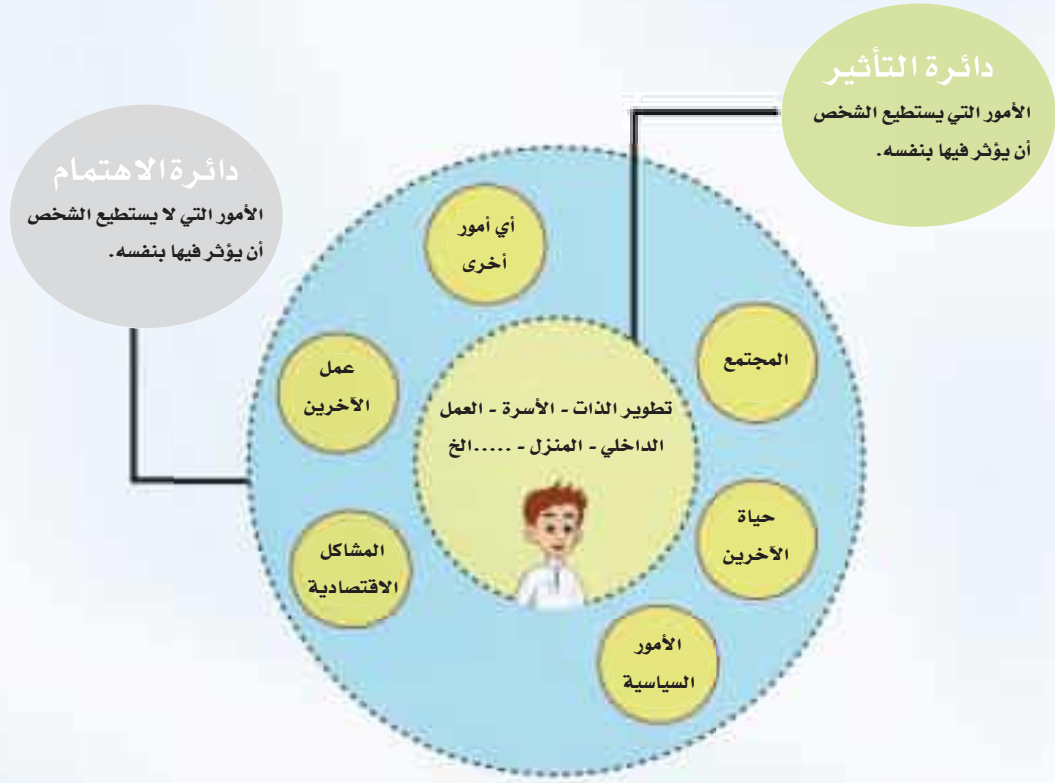 دائرة التأثير
الأمور التي يستطيع الشخص
أن يؤثر فيها بنفسه.
دائرة الاهتمام
الأمور التي لا يستطيع الشخص
أن يؤثر فيها بنفسه.
أي أمور
أخرى
المجتمع
عمل
الآخرين
تطوير الذات - الأسرة - العمل
الداخلي - المنزل - .....الخ
حياة
الآخرين
المشاكل
الاقتصادية
الأمور
السياسية